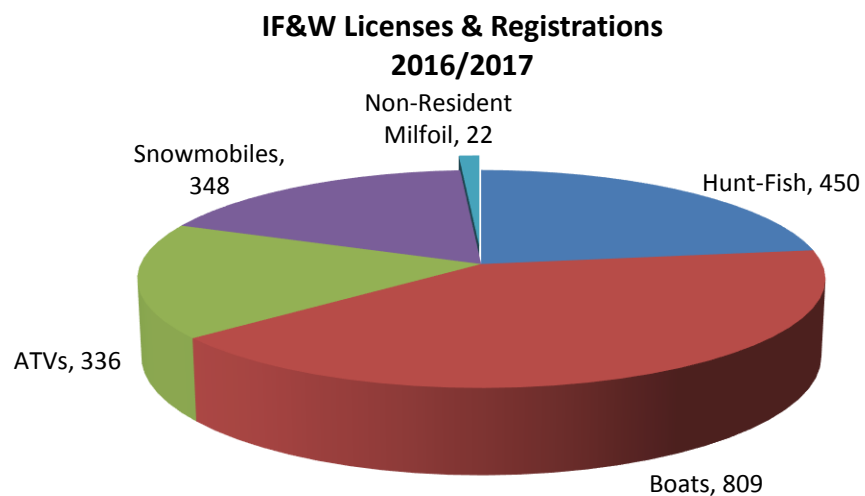 IF&W Licenses & Registrations
2016/2017
Non-Resident
Milfoil, 22
Snowmobiles,
348
Hunt-Fish, 450
ATVs, 336
Boats, 809